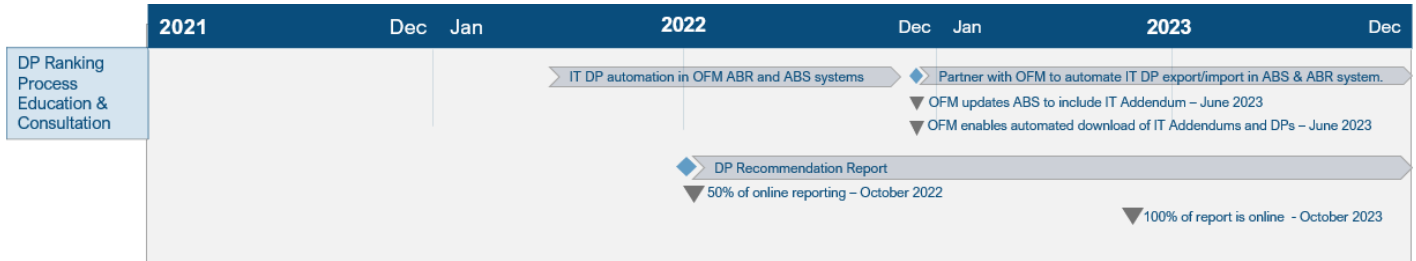 2021 Dec Jan 2022 Dec Jan 2023 Dec
DP Ranking
Process
Education &
Consultation
IT DP automation in OFM ABR and ABS systems
Partner with OFM to automate IT DP export/import in ABS & ABR system.
OFM updates ABS to include IT Addendum – June 2023
OFM enables automated download of IT Addendums and DPs – June 2023
DP Recommendation Report
50% of online reporting – October 2022
100% of report is online - October 2023